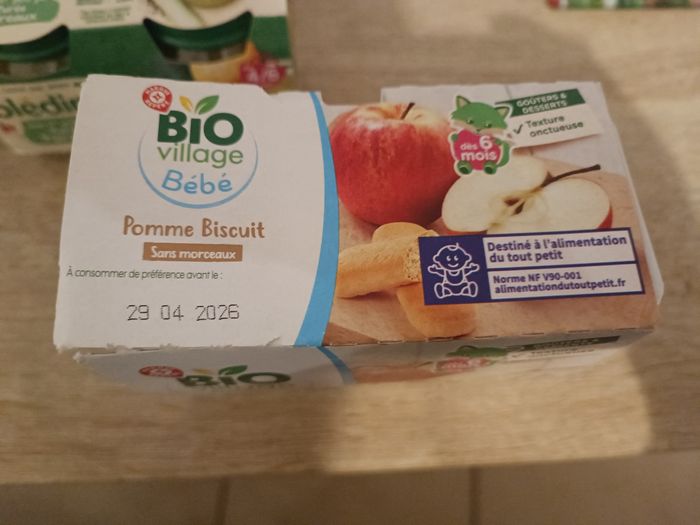 BIO
village
Bébé
Pomme Biscuit
Sans morceaux
À consommer de préférence avant le :
29 04 2026
GOÛTERS &
DESSERTS
Texture
onctueuse
dès 6
mois
Destiné à l'alimentation
du tout petit
Norme NF V90-001
alimentationdutoutpetit.fr
BIO